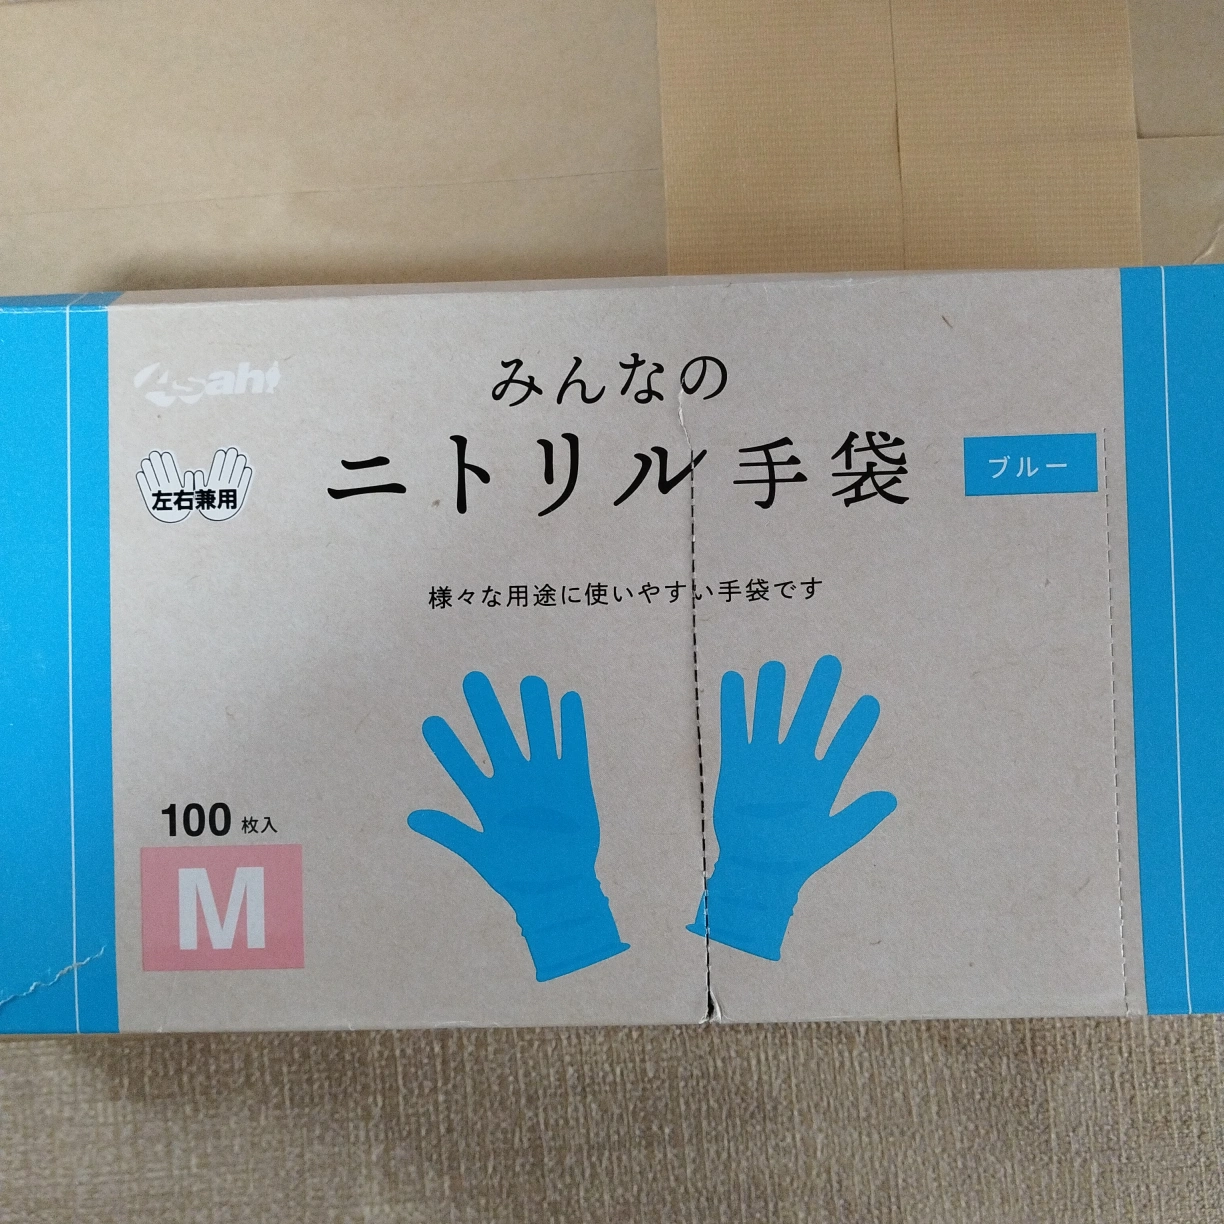 Asahi
みんなの
ニトリル手袋
ブルー
左右兼用
様々な用途に使いやすい手袋です
100枚入
M